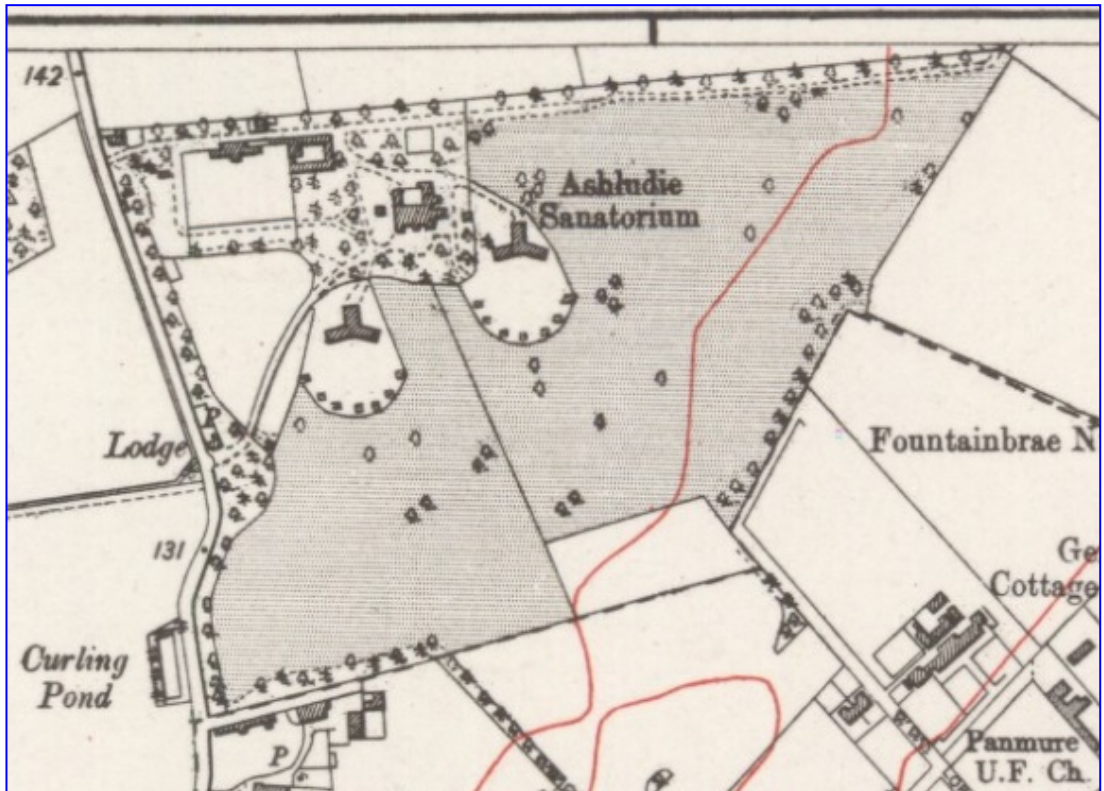 142
Ashludie
Sanatorium
P
Lodge
Fountainbrae N
131
Ge
Cottage
Curling
Pond
P
Panmure
U.F. Ch.